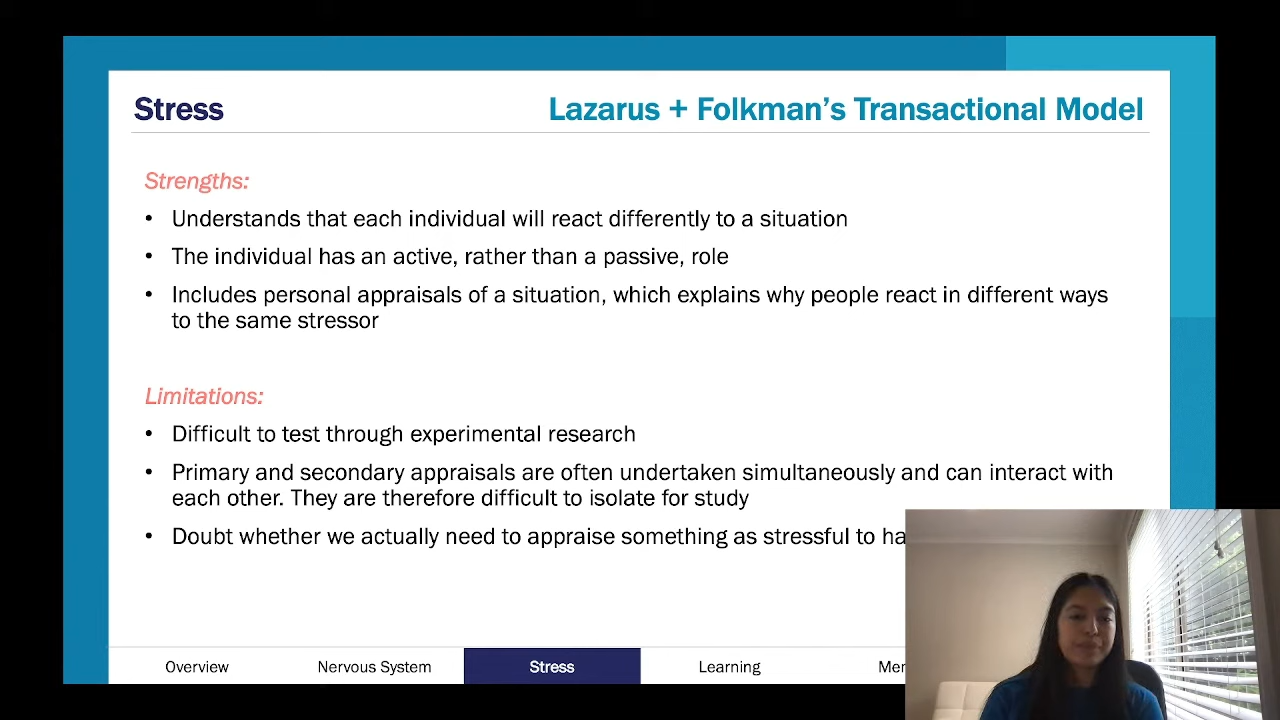 Stress
Lazarus + Folkman's Transactional Model
Strengths:
• Understands that each individual will react differently to a situation
• The individual has an active, rather than a passive, role
• Includes personal appraisals of a situation, which explains why people react in different ways
to the same stressor
Limitations:
• Difficult to test through experimental research
• Primary and secondary appraisals are often undertaken simultaneously and can interact with
each other. They are therefore difficult to isolate for study
• Doubt whether we actually need to appraise something as stressful to
Overview
Nervous System
Stress
Learning